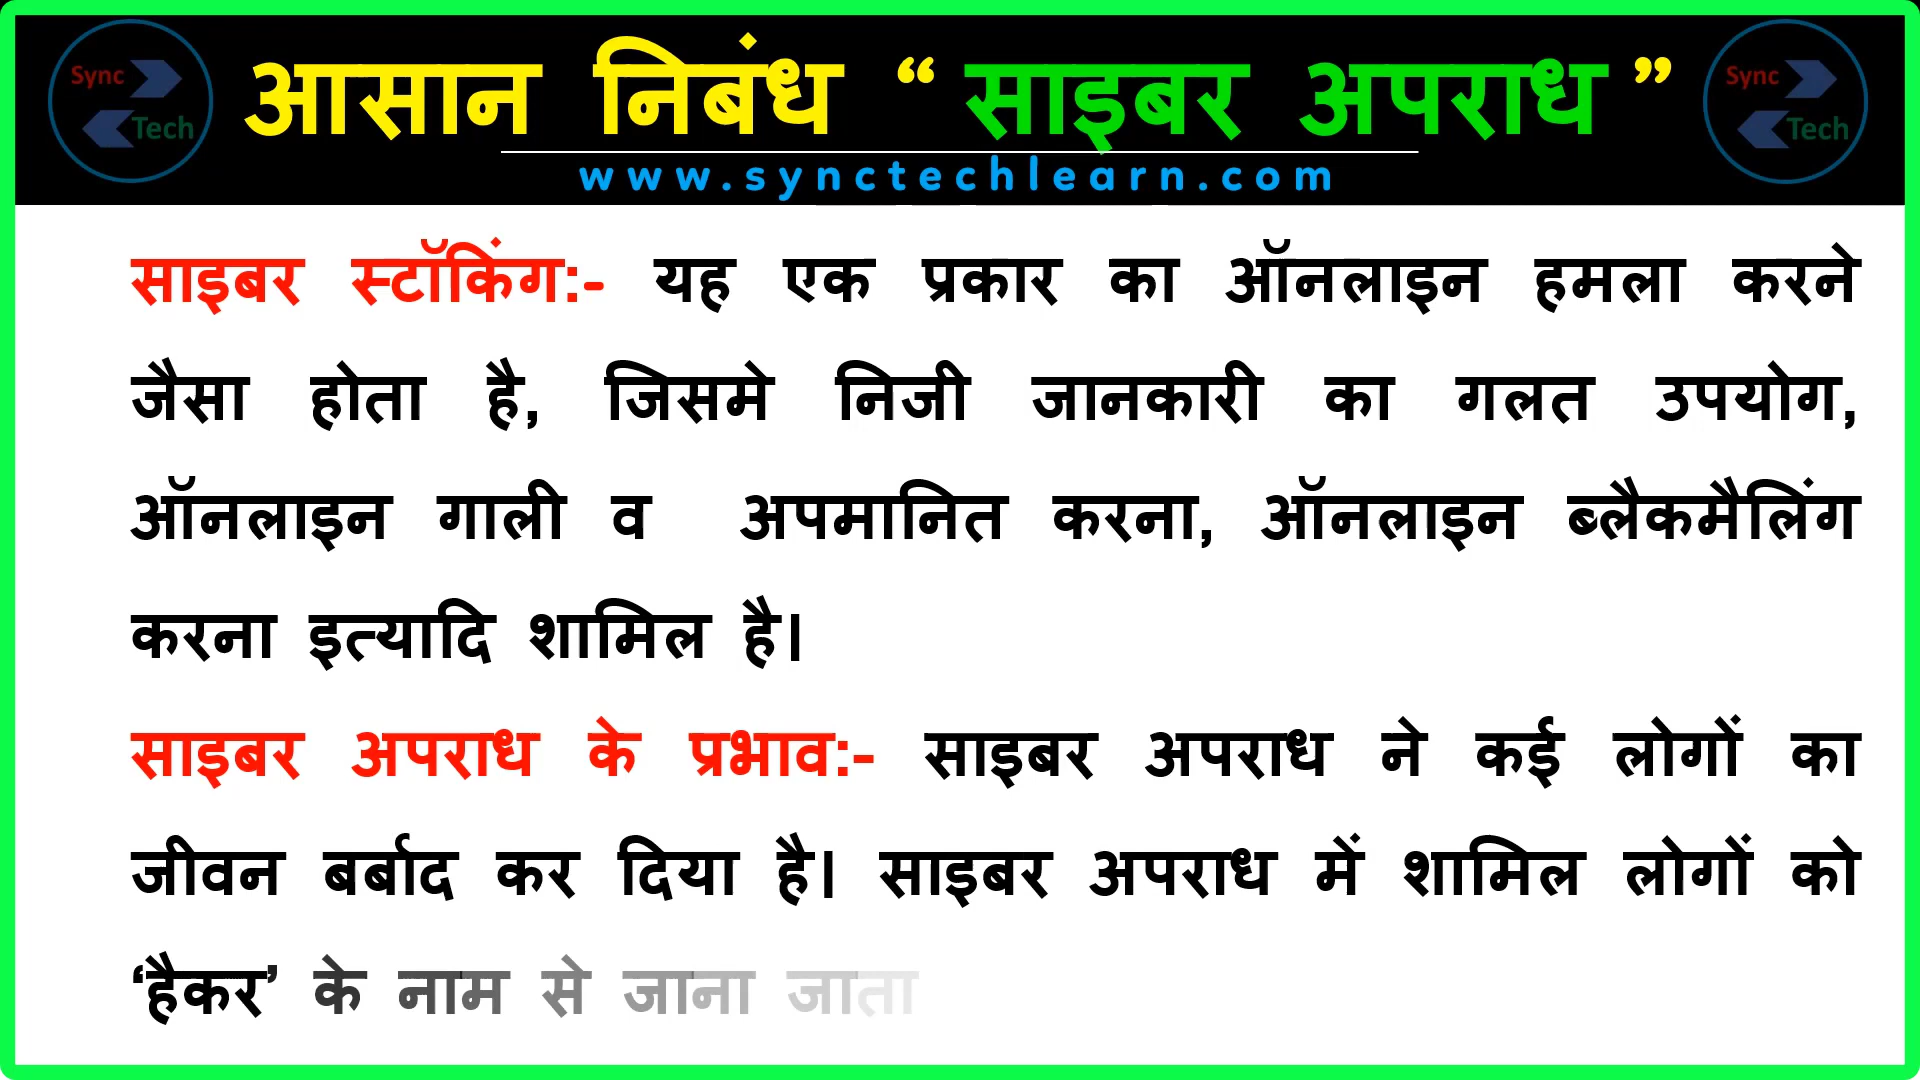 Sync Tech
आसान निबंध “ साइबर अपराध ”
Sync Tech
www.synctechlearn.com
साइबर स्टॉकिंग:- यह एक प्रकार का ऑनलाइन हमला करने
जैसा होता है, जिसमे निजी जानकारी का गलत उपयोग,
ऑनलाइन गाली व अपमानित करना, ऑनलाइन ब्लैकमैलिंग
करना इत्यादि शामिल है।
साइबर अपराध के प्रभाव:- साइबर अपराध ने कई लोगों का
जीवन बर्बाद कर दिया है। साइबर अपराध में शामिल लोगों को
‘हैकर’ के नाम से जाना जाता